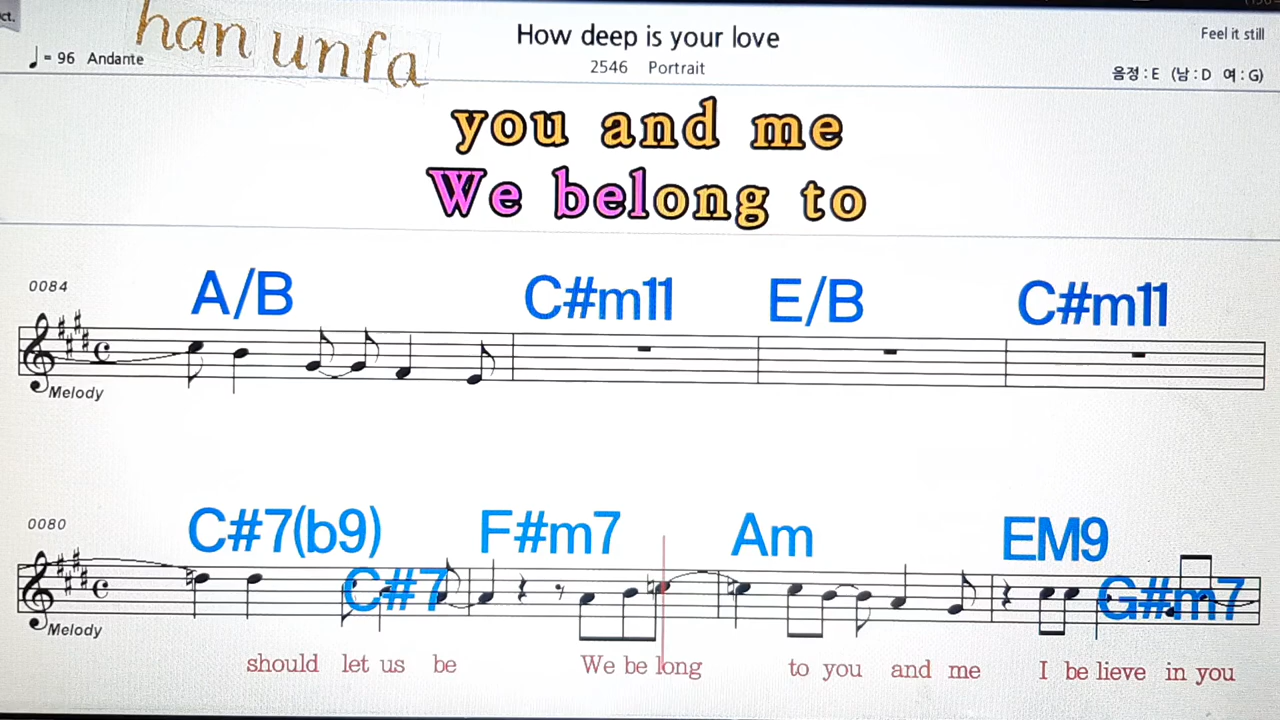 ct.
han unfa
How deep is your love
Feel it still
♩ = 96 Andante
2546 Portrait
음정 : E (남 : D 여 : G)
you and me
We belong to
0084
A/B C#m11 E/B C#m11
Melody
0080
C#7(b9) F#m7 Am EM9
C#7 G#m7
Melody
should let us be We be long to you and me I be lieve in you